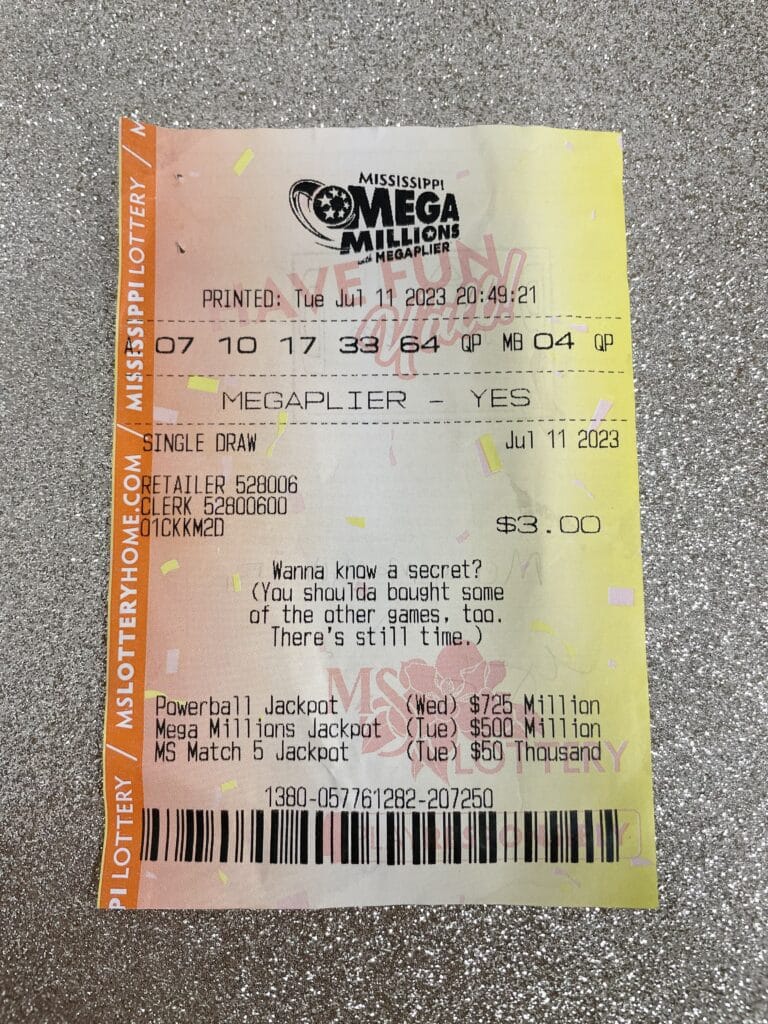 MISSISSIPPI
MEGA
MILLIONS
with MEGAPLIER
HAVE FUN
Y'all!
PRINTED: Tue Jul 11 2023 20:49:21
A 07 10 17 33 64 QP MB 04 QP
MEGAPLIER - YES
SINGLE DRAW Jul 11 2023
RETAILER 528006
CLERK 52800600
01CKKM2D $3.00
Wanna know a secret?
(You shoulda bought some
of the other games, too.
There's still time.)
MS
LOTTERY
Powerball Jackpot (Wed) $725 Million
Mega Millions Jackpot (Tue) $500 Million
MS Match 5 Jackpot (Tue) $50 Thousand
1380-057761282-207250
PLAY RESPONSIBLY
PI LOTTERY / MSLOTTERYHOME.COM / MISSISSIPPI LOTTERY / M